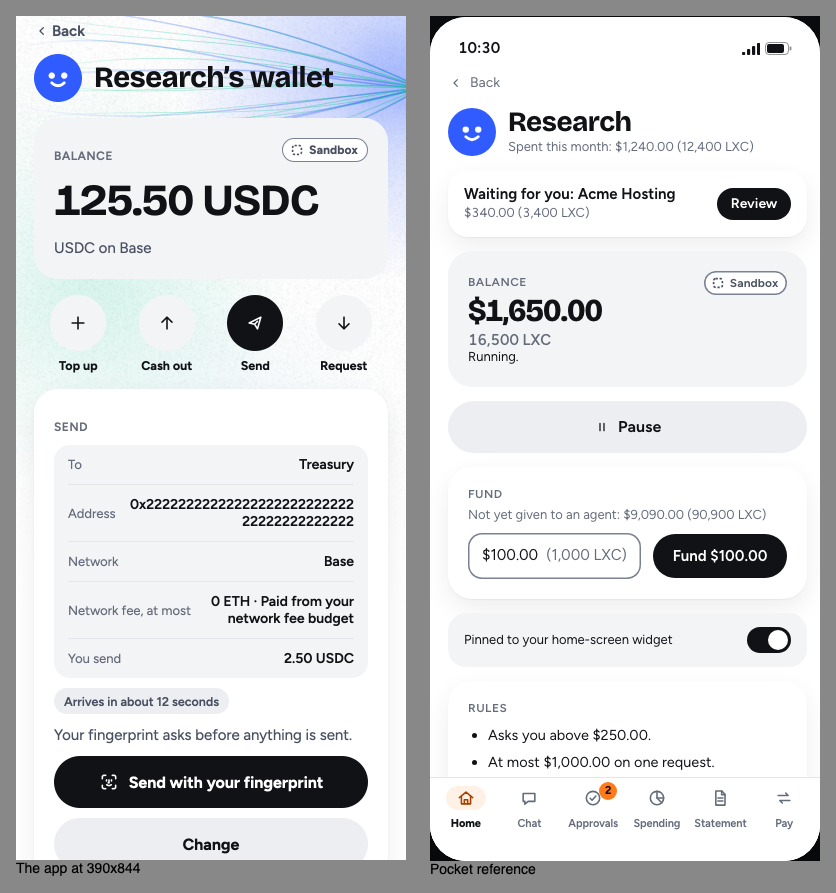 Back
Research's wallet
BALANCE
Sandbox
125.50 USDC
USDC on Base
Top up
Cash out
Send
Request
SEND
To
Treasury
Address
0x22222222222222222222222222
22222222222222
Network
Base
Network fee, at most
0 ETH · Paid from your
network fee budget
You send
2.50 USDC
Arrives in about 12 seconds
Your fingerprint asks before anything is sent.
Send with your fingerprint
Change
The app at 390x844
10:30
Back
Research
Spent this month: $1,240.00 (12,400 LXC)
Waiting for you: Acme Hosting
$340.00 (3,400 LXC)
Review
BALANCE
Sandbox
$1,650.00
16,500 LXC
Running.
Pause
FUND
Not yet given to an agent: $9,090.00 (90,900 LXC)
$100.00 (1,000 LXC)
Fund $100.00
Pinned to your home-screen widget
RULES
• Asks you above $250.00.
• At most $1,000.00 on one request.
2
Home
Chat
Approvals
Spending
Statement
Pay
Pocket reference